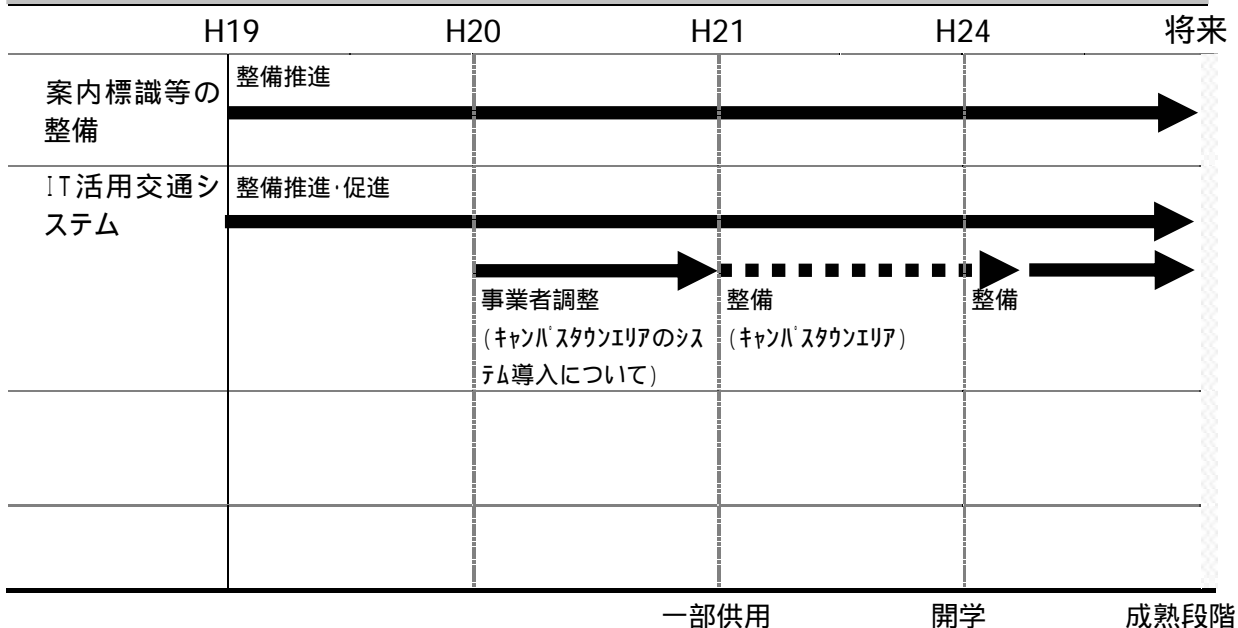 H19 H20 H21 H24 将来
案内標識等の
整備
整備推進
IT活用交通シ
ステム
整備推進・促進
事業者調整
(ｷｬﾝﾊﾟｽﾀｳﾝｴﾘｱのｼｽ
ﾃﾑ導入について)
整備
(ｷｬﾝﾊﾟｽﾀｳﾝｴﾘｱ)
整備
一部供用 開学 成熟段階